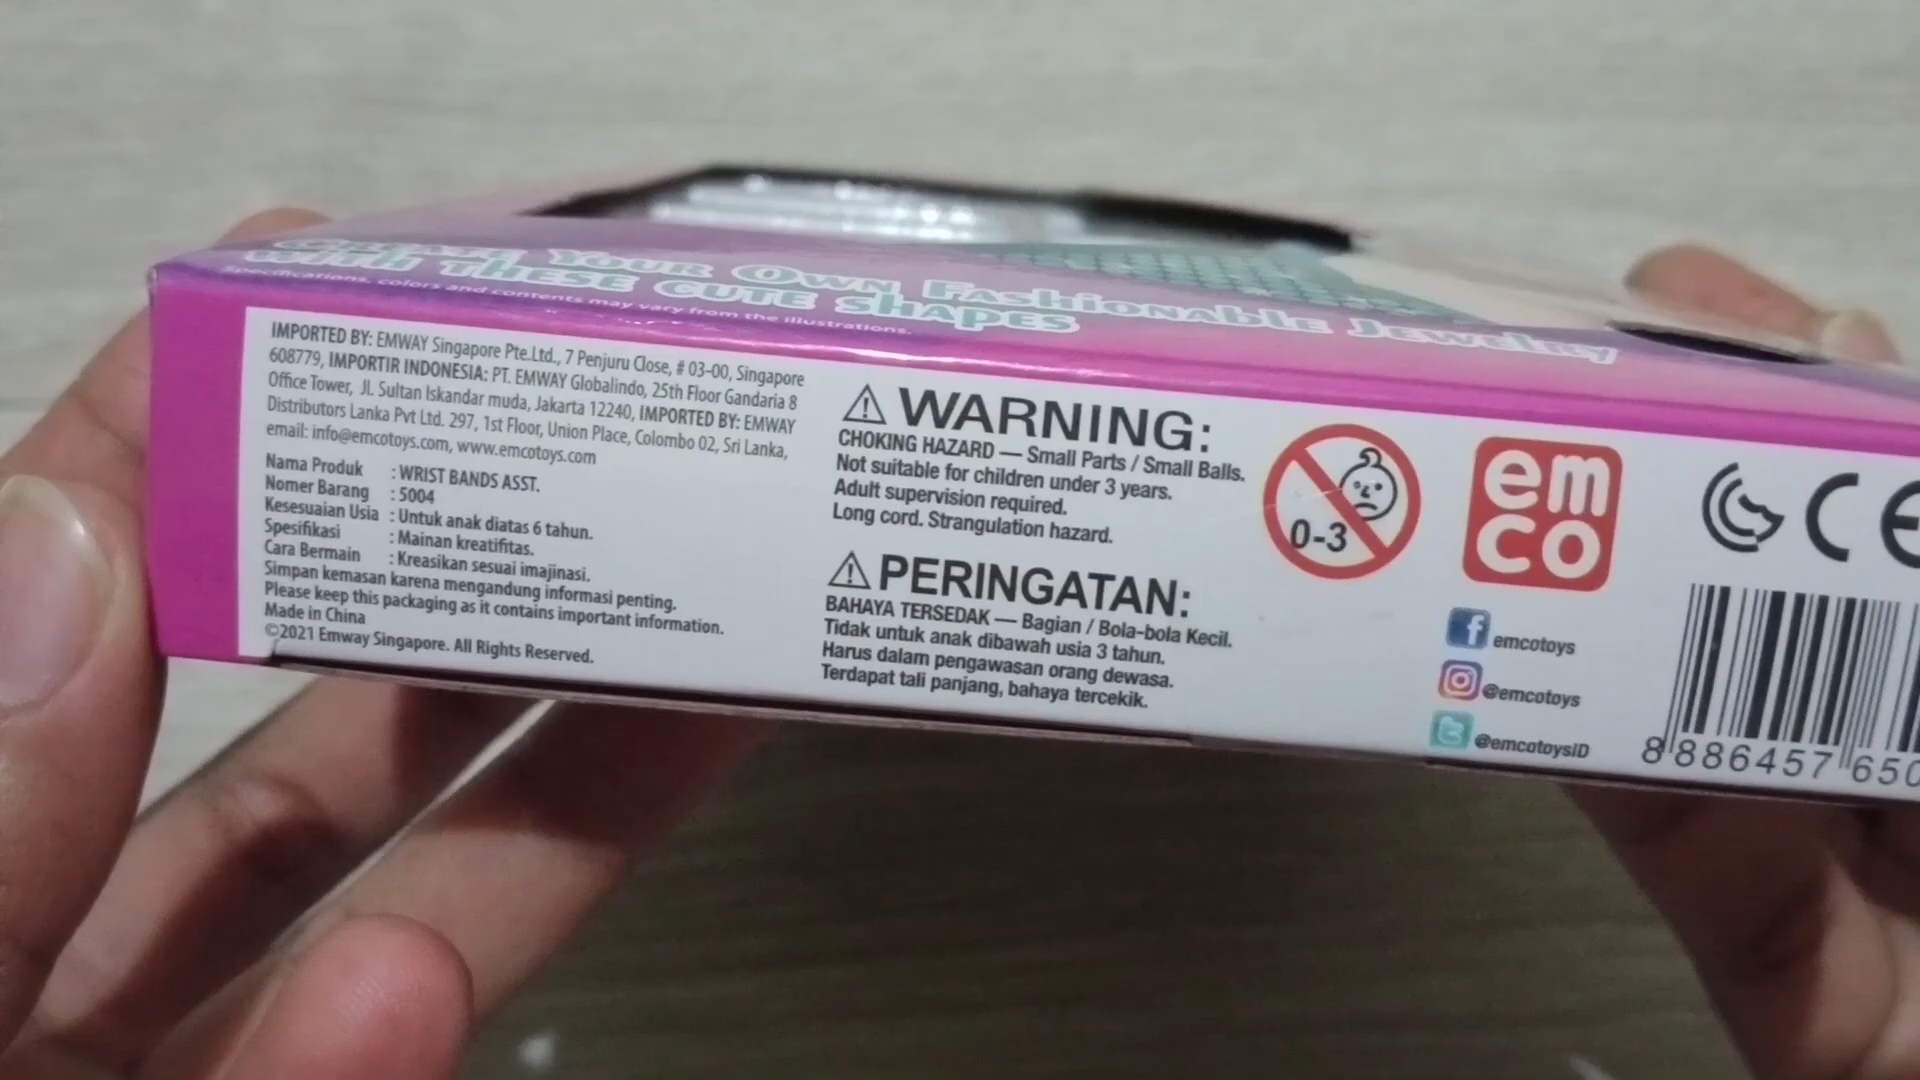 CREATE YOUR OWN FASHIONABLE JEWELRY
WITH THESE CUTE SHAPES
Specifications, colors and contents may vary from the illustrations.
IMPORTED BY: EMWAY Singapore Pte.Ltd., 7 Penjuru Close, # 03-00, Singapore
608779, IMPORTIR INDONESIA: PT. EMWAY Globalindo, 25th Floor Gandaria 8
Office Tower, Jl. Sultan Iskandar muda, Jakarta 12240, IMPORTED BY: EMWAY
Distributors Lanka Pvt Ltd. 297, 1st Floor, Union Place, Colombo 02, Sri Lanka,
email: info@emcotoys.com, www.emcotoys.com
Nama Produk : WRIST BANDS ASST.
Nomer Barang : 5004
Kesesuaian Usia : Untuk anak diatas 6 tahun.
Spesifikasi : Mainan kreatifitas.
Cara Bermain : Kreasikan sesuai imajinasi.
Simpan kemasan karena mengandung informasi penting.
Please keep this packaging as it contains important information.
Made in China
©2021 Emway Singapore. All Rights Reserved.
⚠ WARNING:
CHOKING HAZARD — Small Parts / Small Balls.
Not suitable for children under 3 years.
Adult supervision required.
Long cord. Strangulation hazard.
⚠ PERINGATAN:
BAHAYA TERSEDAK — Bagian / Bola-bola Kecil.
Tidak untuk anak dibawah usia 3 tahun.
Harus dalam pengawasan orang dewasa.
Terdapat tali panjang, bahaya tercekik.
0-3
em
co
CE
emcotoys
@emcotoys
@emcotoysID
8 886457 650